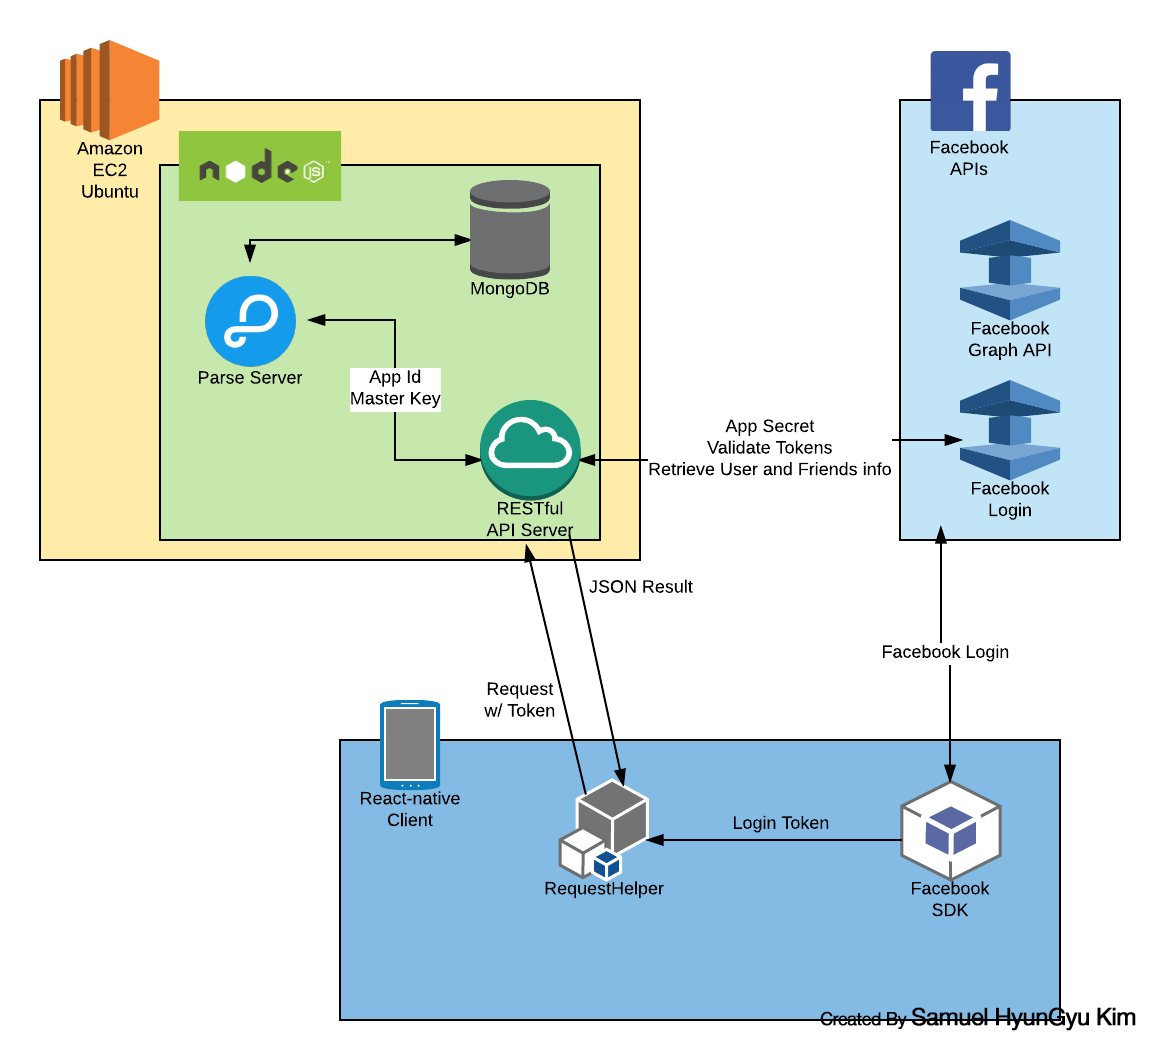 Amazon
EC2
Ubuntu
node
JS
MongoDB
Parse Server
App Id
Master Key
RESTful
API Server
Facebook
APIs
Facebook
Graph API
App Secret
Validate Tokens
Retrieve User and Friends info
Facebook
Login
JSON Result
Request
w/ Token
Facebook Login
React-native
Client
Login Token
RequestHelper
Facebook
SDK
Created By Samuel HyunGyu Kim